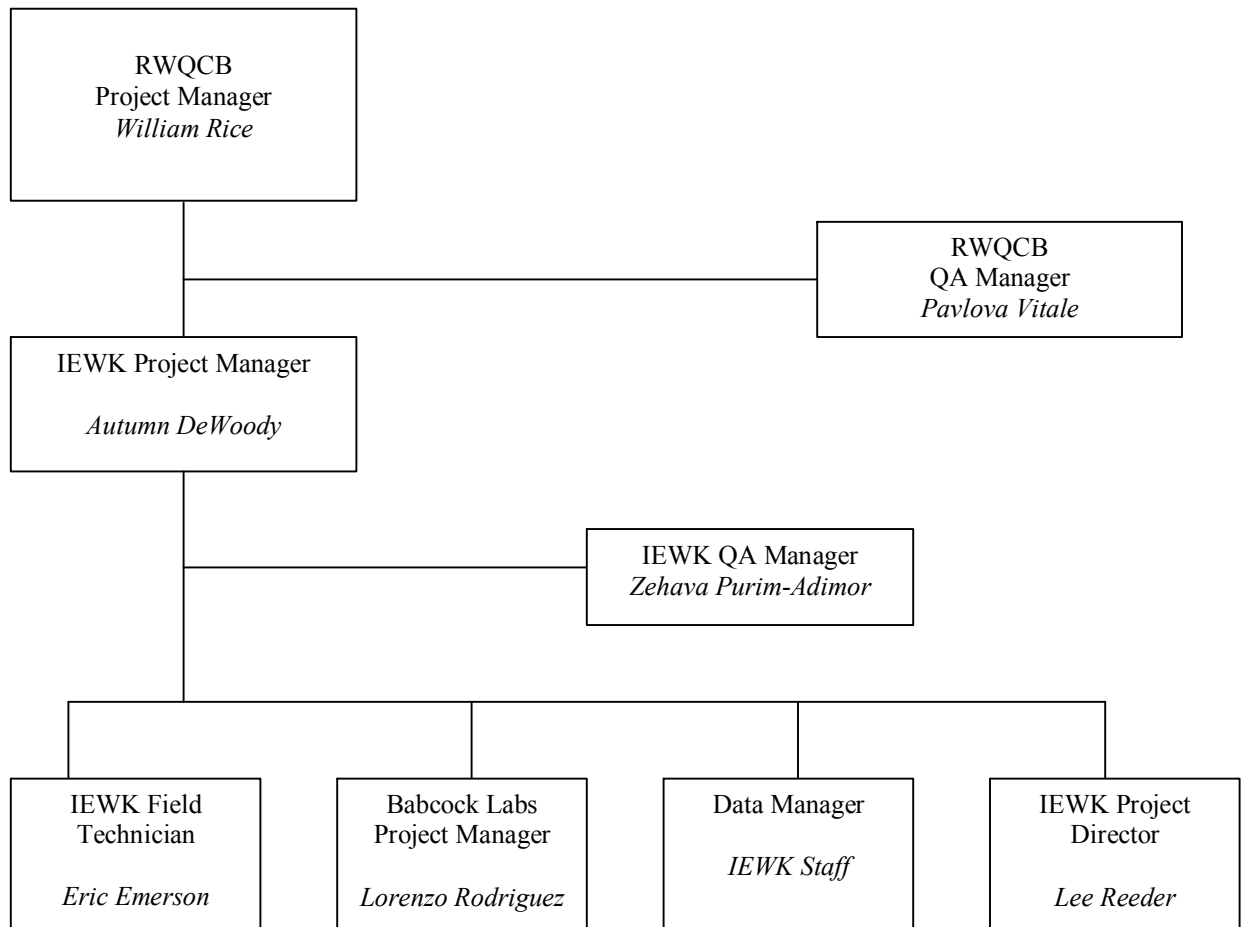 RWQCB
Project Manager
William Rice
RWQCB
QA Manager
Pavlova Vitale
IEWK Project Manager
Autumn DeWoody
IEWK QA Manager
Zehava Purim-Adimor
IEWK Field
Technician
Eric Emerson
Babcock Labs
Project Manager
Lorenzo Rodriguez
Data Manager
IEWK Staff
IEWK Project
Director
Lee Reeder